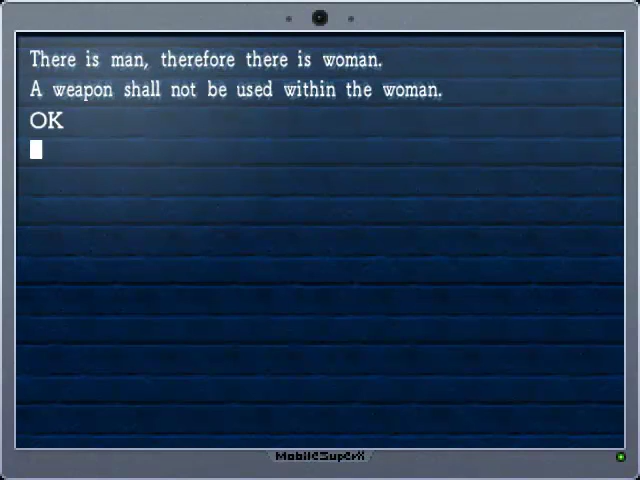 There is man, therefore there is woman.
A weapon shall not be used within the woman.
OK
MobileSuperX